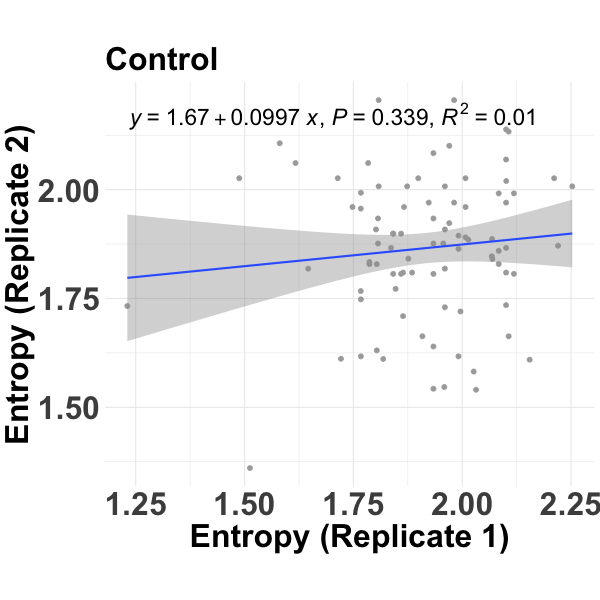 Control
y = 1.67 + 0.0997 x, P = 0.339, R² = 0.01
Entropy (Replicate 2)
2.00
1.75
1.50
1.25 1.50 1.75 2.00 2.25
Entropy (Replicate 1)